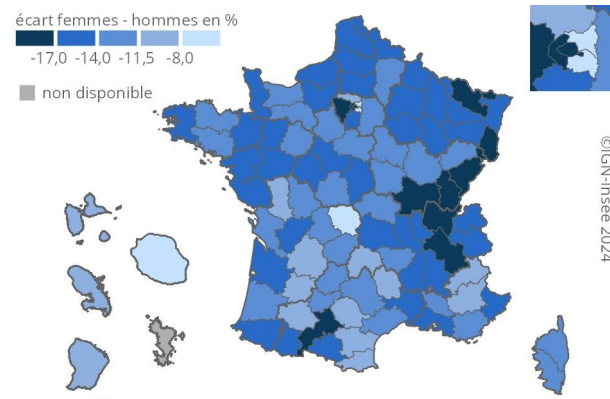 écart femmes - hommes en %
-17,0 -14,0 -11,5 -8,0
non disponible
©IGN-Insee 2024